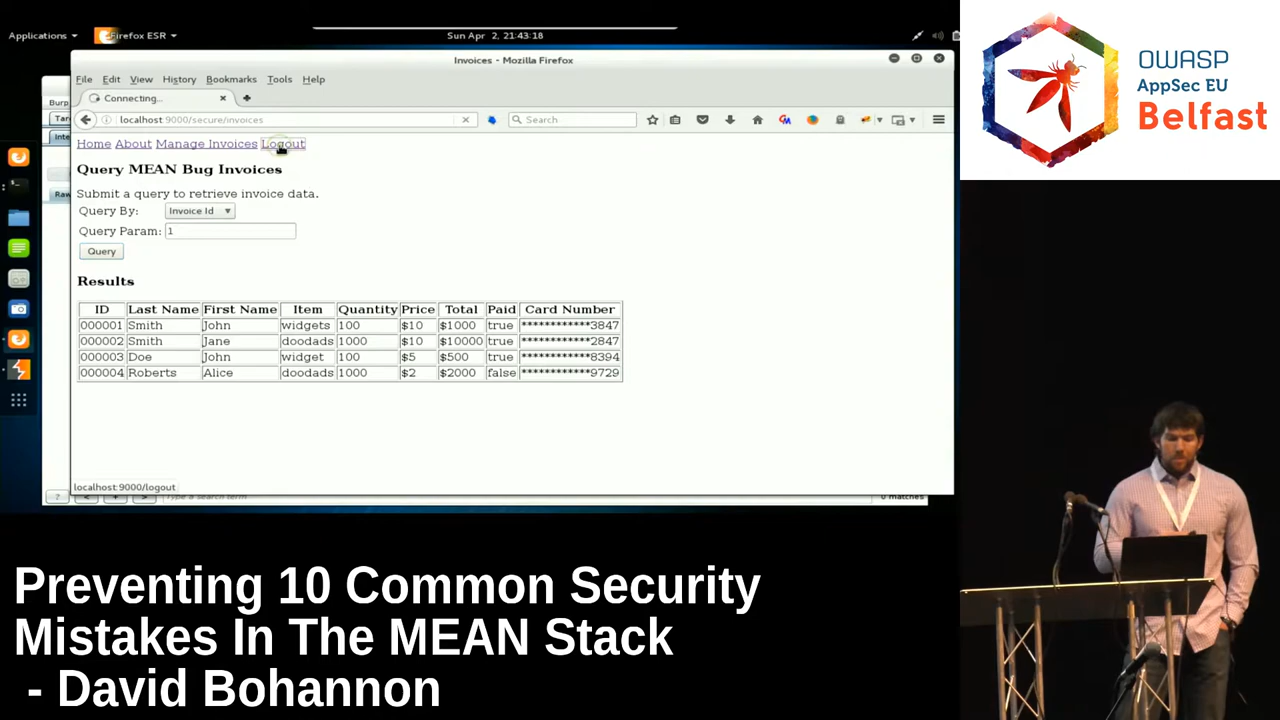 Applications
Firefox ESR
Sun Apr 2, 21:43:18
Invoices - Mozilla Firefox
File Edit View History Bookmarks Tools Help
Connecting...
localhost:9000/secure/invoices
Search
Burp
Home About Manage Invoices Logout
Query MEAN Bug Invoices
Submit a query to retrieve invoice data.
Query By: Invoice Id
Query Param: 1
Query
Results
ID Last Name First Name Item Quantity Price Total Paid Card Number
000001 Smith John widgets 100 $10 $1000 true ************3847
000002 Smith Jane doodads 1000 $10 $10000 true ************2847
000003 Doe John widget 100 $5 $500 true ************8394
000004 Roberts Alice doodads 1000 $2 $2000 false ************9729
localhost:9000/logout
? < + > Type a search term 0 matches
OWASP
AppSec EU
Belfast
Preventing 10 Common Security
Mistakes In The MEAN Stack
- David Bohannon